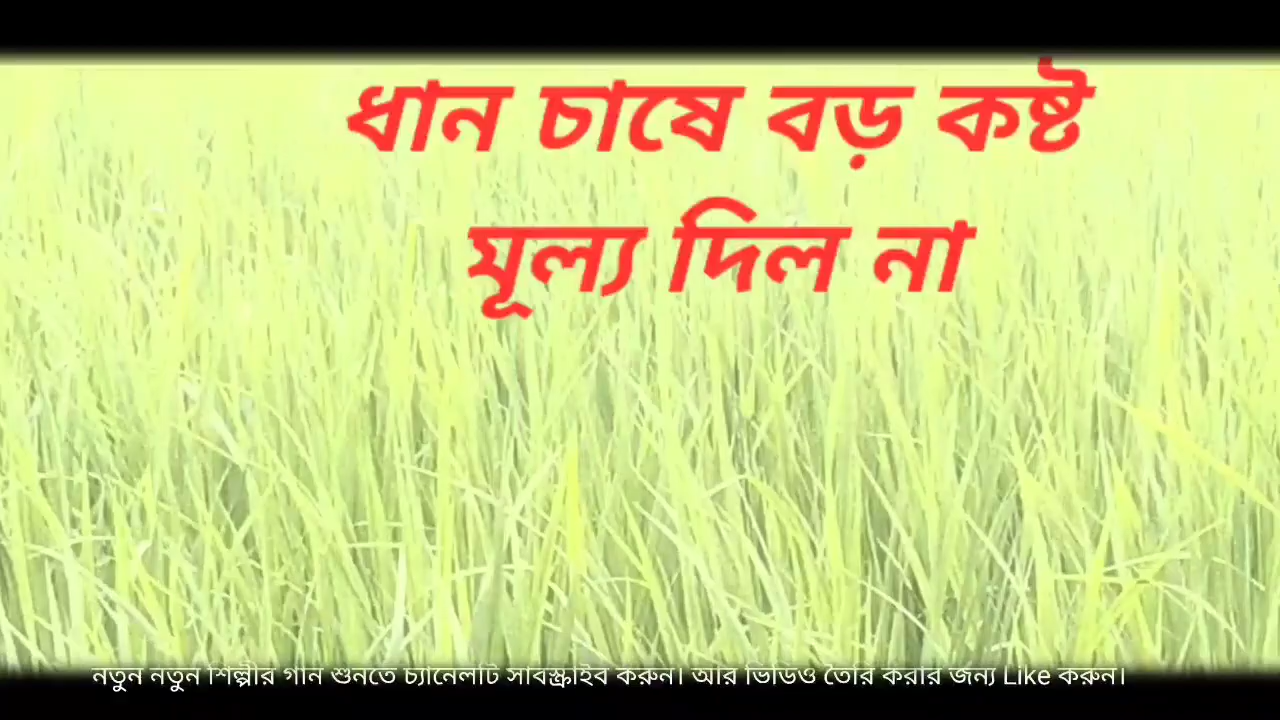 ধান চাষে বড় কষ্ট
মূল্য দিল না
নতুন নতুন শিল্পীর গান শুনতে চ্যানেলটি সাবস্ক্রাইব করুন। আর ভিডিও তৈরি করার জন্য Like করুন।